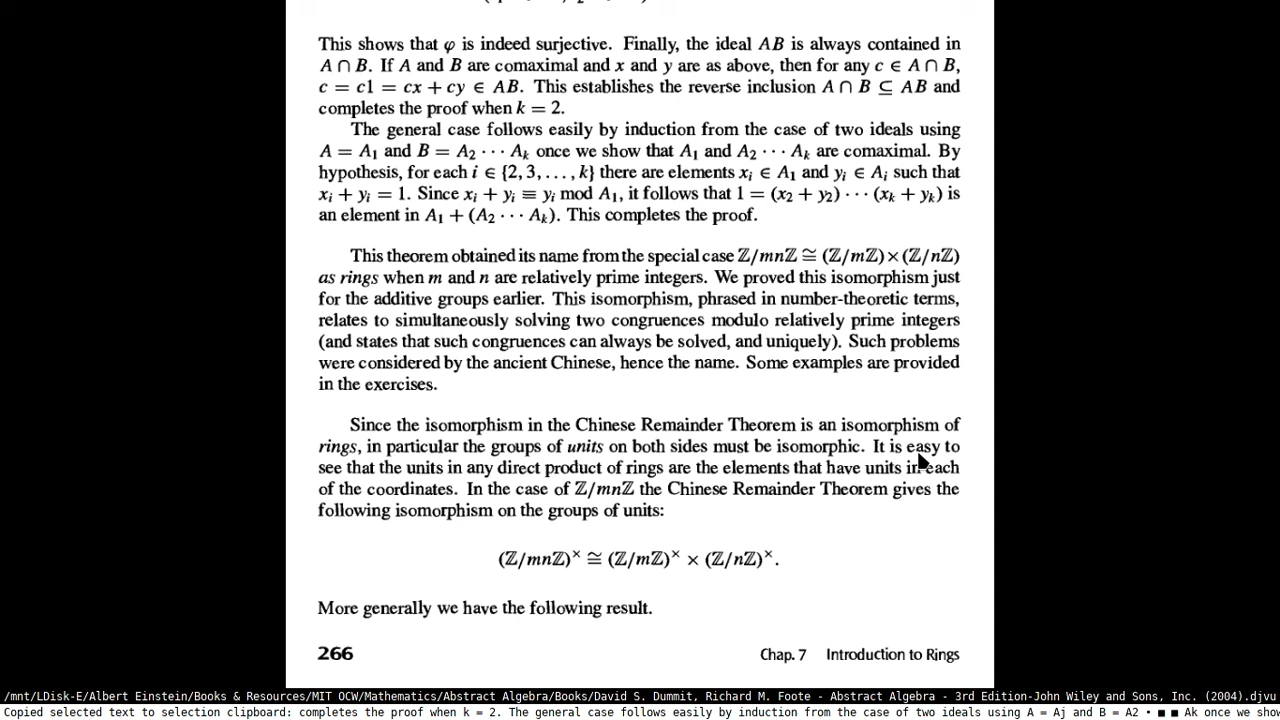 This shows that φ is indeed surjective. Finally, the ideal AB is always contained in
A ∩ B. If A and B are comaximal and x and y are as above, then for any c ∈ A ∩ B,
c = c1 = cx + cy ∈ AB. This establishes the reverse inclusion A ∩ B ⊆ AB and
completes the proof when k = 2.
The general case follows easily by induction from the case of two ideals using
A = A₁ and B = A₂ ⋯ Aₖ once we show that A₁ and A₂ ⋯ Aₖ are comaximal. By
hypothesis, for each i ∈ {2, 3, . . . , k} there are elements xᵢ ∈ A₁ and yᵢ ∈ Aᵢ such that
xᵢ + yᵢ = 1. Since xᵢ + yᵢ ≡ yᵢ mod A₁, it follows that 1 = (x₂ + y₂) ⋯ (xₖ + yₖ) is
an element in A₁ + (A₂ ⋯ Aₖ). This completes the proof.
This theorem obtained its name from the special case ℤ/mnℤ ≅ (ℤ/mℤ) × (ℤ/nℤ)
as rings when m and n are relatively prime integers. We proved this isomorphism just
for the additive groups earlier. This isomorphism, phrased in number-theoretic terms,
relates to simultaneously solving two congruences modulo relatively prime integers
(and states that such congruences can always be solved, and uniquely). Such problems
were considered by the ancient Chinese, hence the name. Some examples are provided
in the exercises.
Since the isomorphism in the Chinese Remainder Theorem is an isomorphism of
rings, in particular the groups of units on both sides must be isomorphic. It is easy to
see that the units in any direct product of rings are the elements that have units in each
of the coordinates. In the case of ℤ/mnℤ the Chinese Remainder Theorem gives the
following isomorphism on the groups of units:
(ℤ/mnℤ)ˣ ≅ (ℤ/mℤ)ˣ × (ℤ/nℤ)ˣ.
More generally we have the following result.
266 Chap. 7 Introduction to Rings
/mnt/LDisk-E/Albert Einstein/Books & Resources/MIT OCW/Mathematics/Abstract Algebra/Books/David S. Dummit, Richard M. Foote - Abstract Algebra - 3rd Edition-John Wiley and Sons, Inc. (2004).djvu
Copied selected text to selection clipboard: completes the proof when k = 2. The general case follows easily by induction from the case of two ideals using A = Aj and B = A2 • ■ ■ Ak once we sho